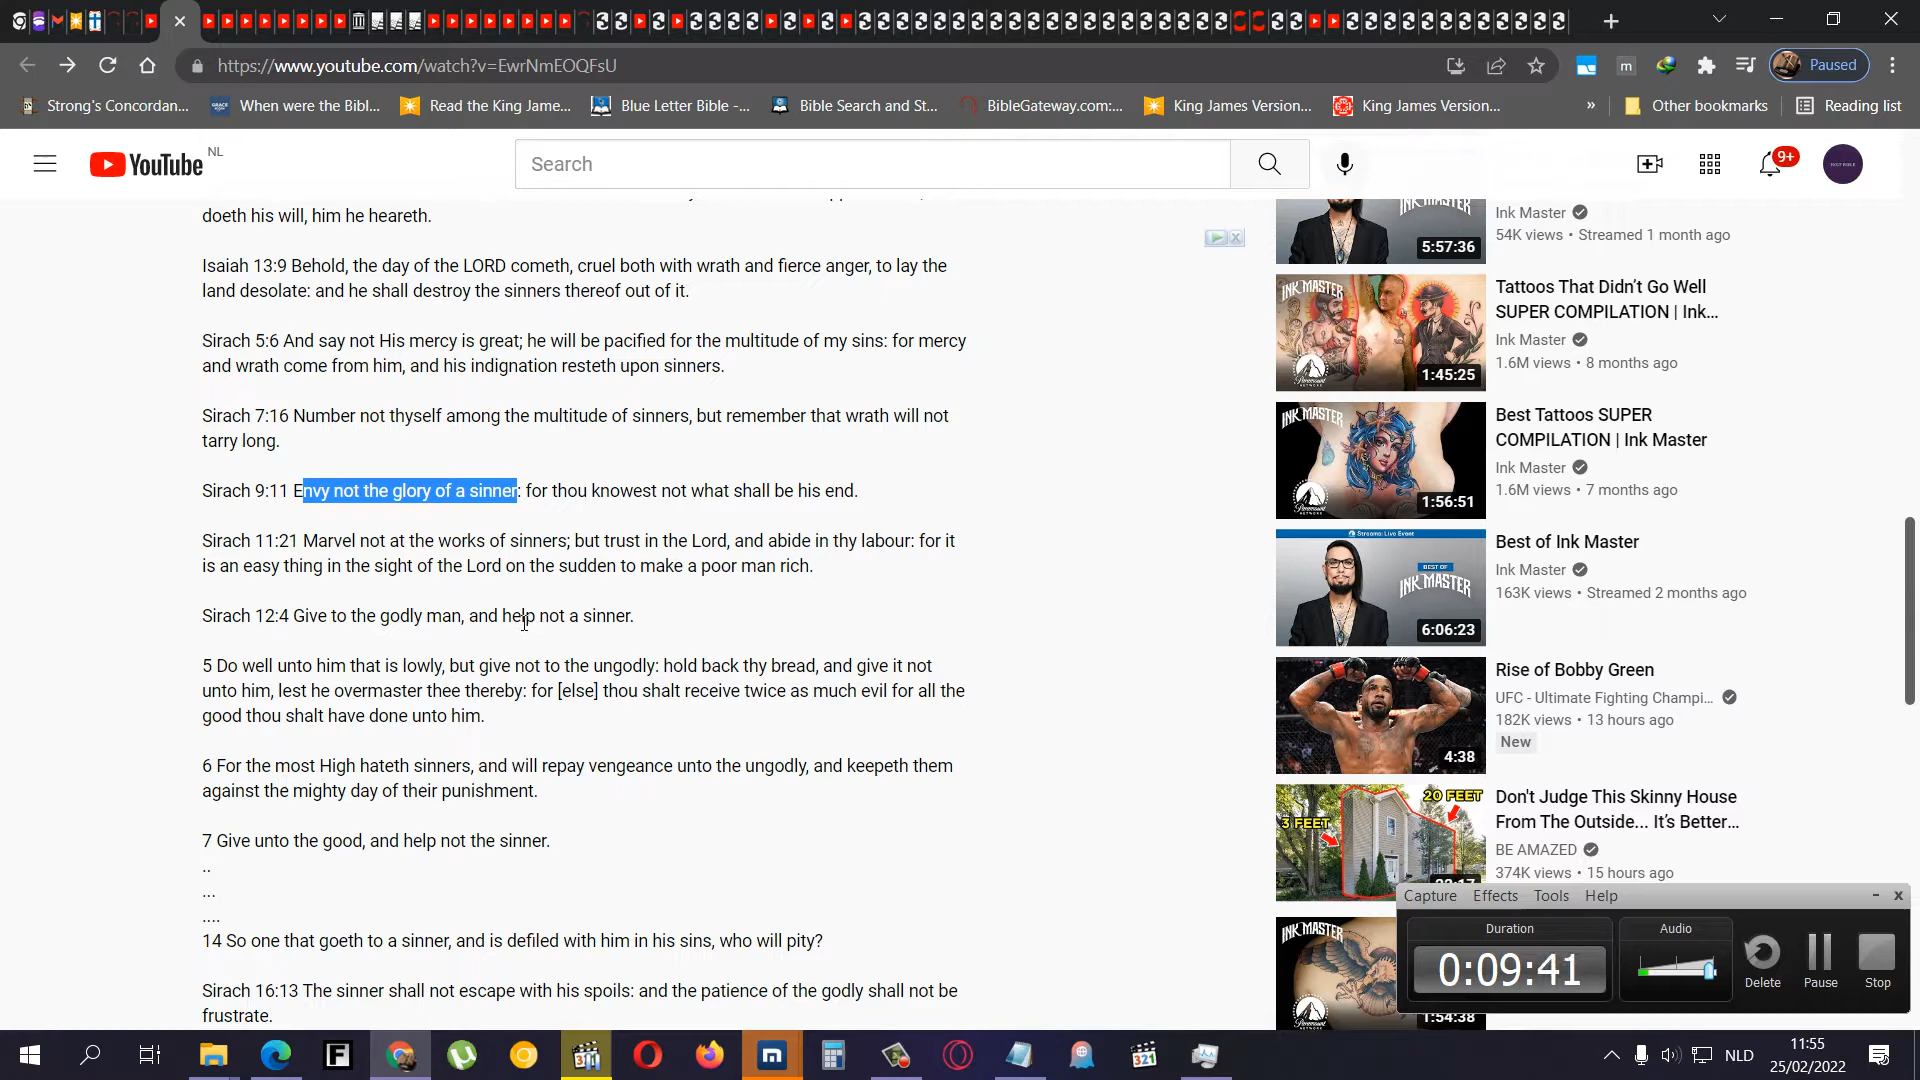 https://www.youtube.com/watch?v=EwrNmEOQFsU
Paused
Strong's Concordan...
When were the Bibl...
Read the King Jame...
Blue Letter Bible -...
Bible Search and St...
BibleGateway.com:...
King James Version...
King James Version...
»
Other bookmarks
Reading list
YouTube NL
Search
9+
doeth his will, him he heareth.
Isaiah 13:9 Behold, the day of the LORD cometh, cruel both with wrath and fierce anger, to lay the
land desolate: and he shall destroy the sinners thereof out of it.
Sirach 5:6 And say not His mercy is great; he will be pacified for the multitude of my sins: for mercy
and wrath come from him, and his indignation resteth upon sinners.
Sirach 7:16 Number not thyself among the multitude of sinners, but remember that wrath will not
tarry long.
Sirach 9:11 Envy not the glory of a sinner: for thou knowest not what shall be his end.
Sirach 11:21 Marvel not at the works of sinners; but trust in the Lord, and abide in thy labour: for it
is an easy thing in the sight of the Lord on the sudden to make a poor man rich.
Sirach 12:4 Give to the godly man, and help not a sinner.
5 Do well unto him that is lowly, but give not to the ungodly: hold back thy bread, and give it not
unto him, lest he overmaster thee thereby: for [else] thou shalt receive twice as much evil for all the
good thou shalt have done unto him.
6 For the most High hateth sinners, and will repay vengeance unto the ungodly, and keepeth them
against the mighty day of their punishment.
7 Give unto the good, and help not the sinner.
..
...
....
14 So one that goeth to a sinner, and is defiled with him in his sins, who will pity?
Sirach 16:13 The sinner shall not escape with his spoils: and the patience of the godly shall not be
frustrate.
INK MASTER
5:57:36
Ink Master
54K views • Streamed 1 month ago
INK MASTER
1:45:25
Tattoos That Didn't Go Well
SUPER COMPILATION | Ink...
Ink Master
1.6M views • 8 months ago
INK MASTER
1:56:51
Best Tattoos SUPER
COMPILATION | Ink Master
Ink Master
1.6M views • 7 months ago
Streams: Live Event
BEST OF
INK MASTER
6:06:23
Best of Ink Master
Ink Master
163K views • Streamed 2 months ago
4:38
Rise of Bobby Green
UFC - Ultimate Fighting Champi...
182K views • 13 hours ago
New
20 FEET
3 FEET
Don't Judge This Skinny House
From The Outside... It's Better...
BE AMAZED
374K views • 15 hours ago
INK MASTER
1:54:38
Capture Effects Tools Help
Duration
0:09:41
Audio
Delete
Pause
Stop
NLD
11:55
25/02/2022